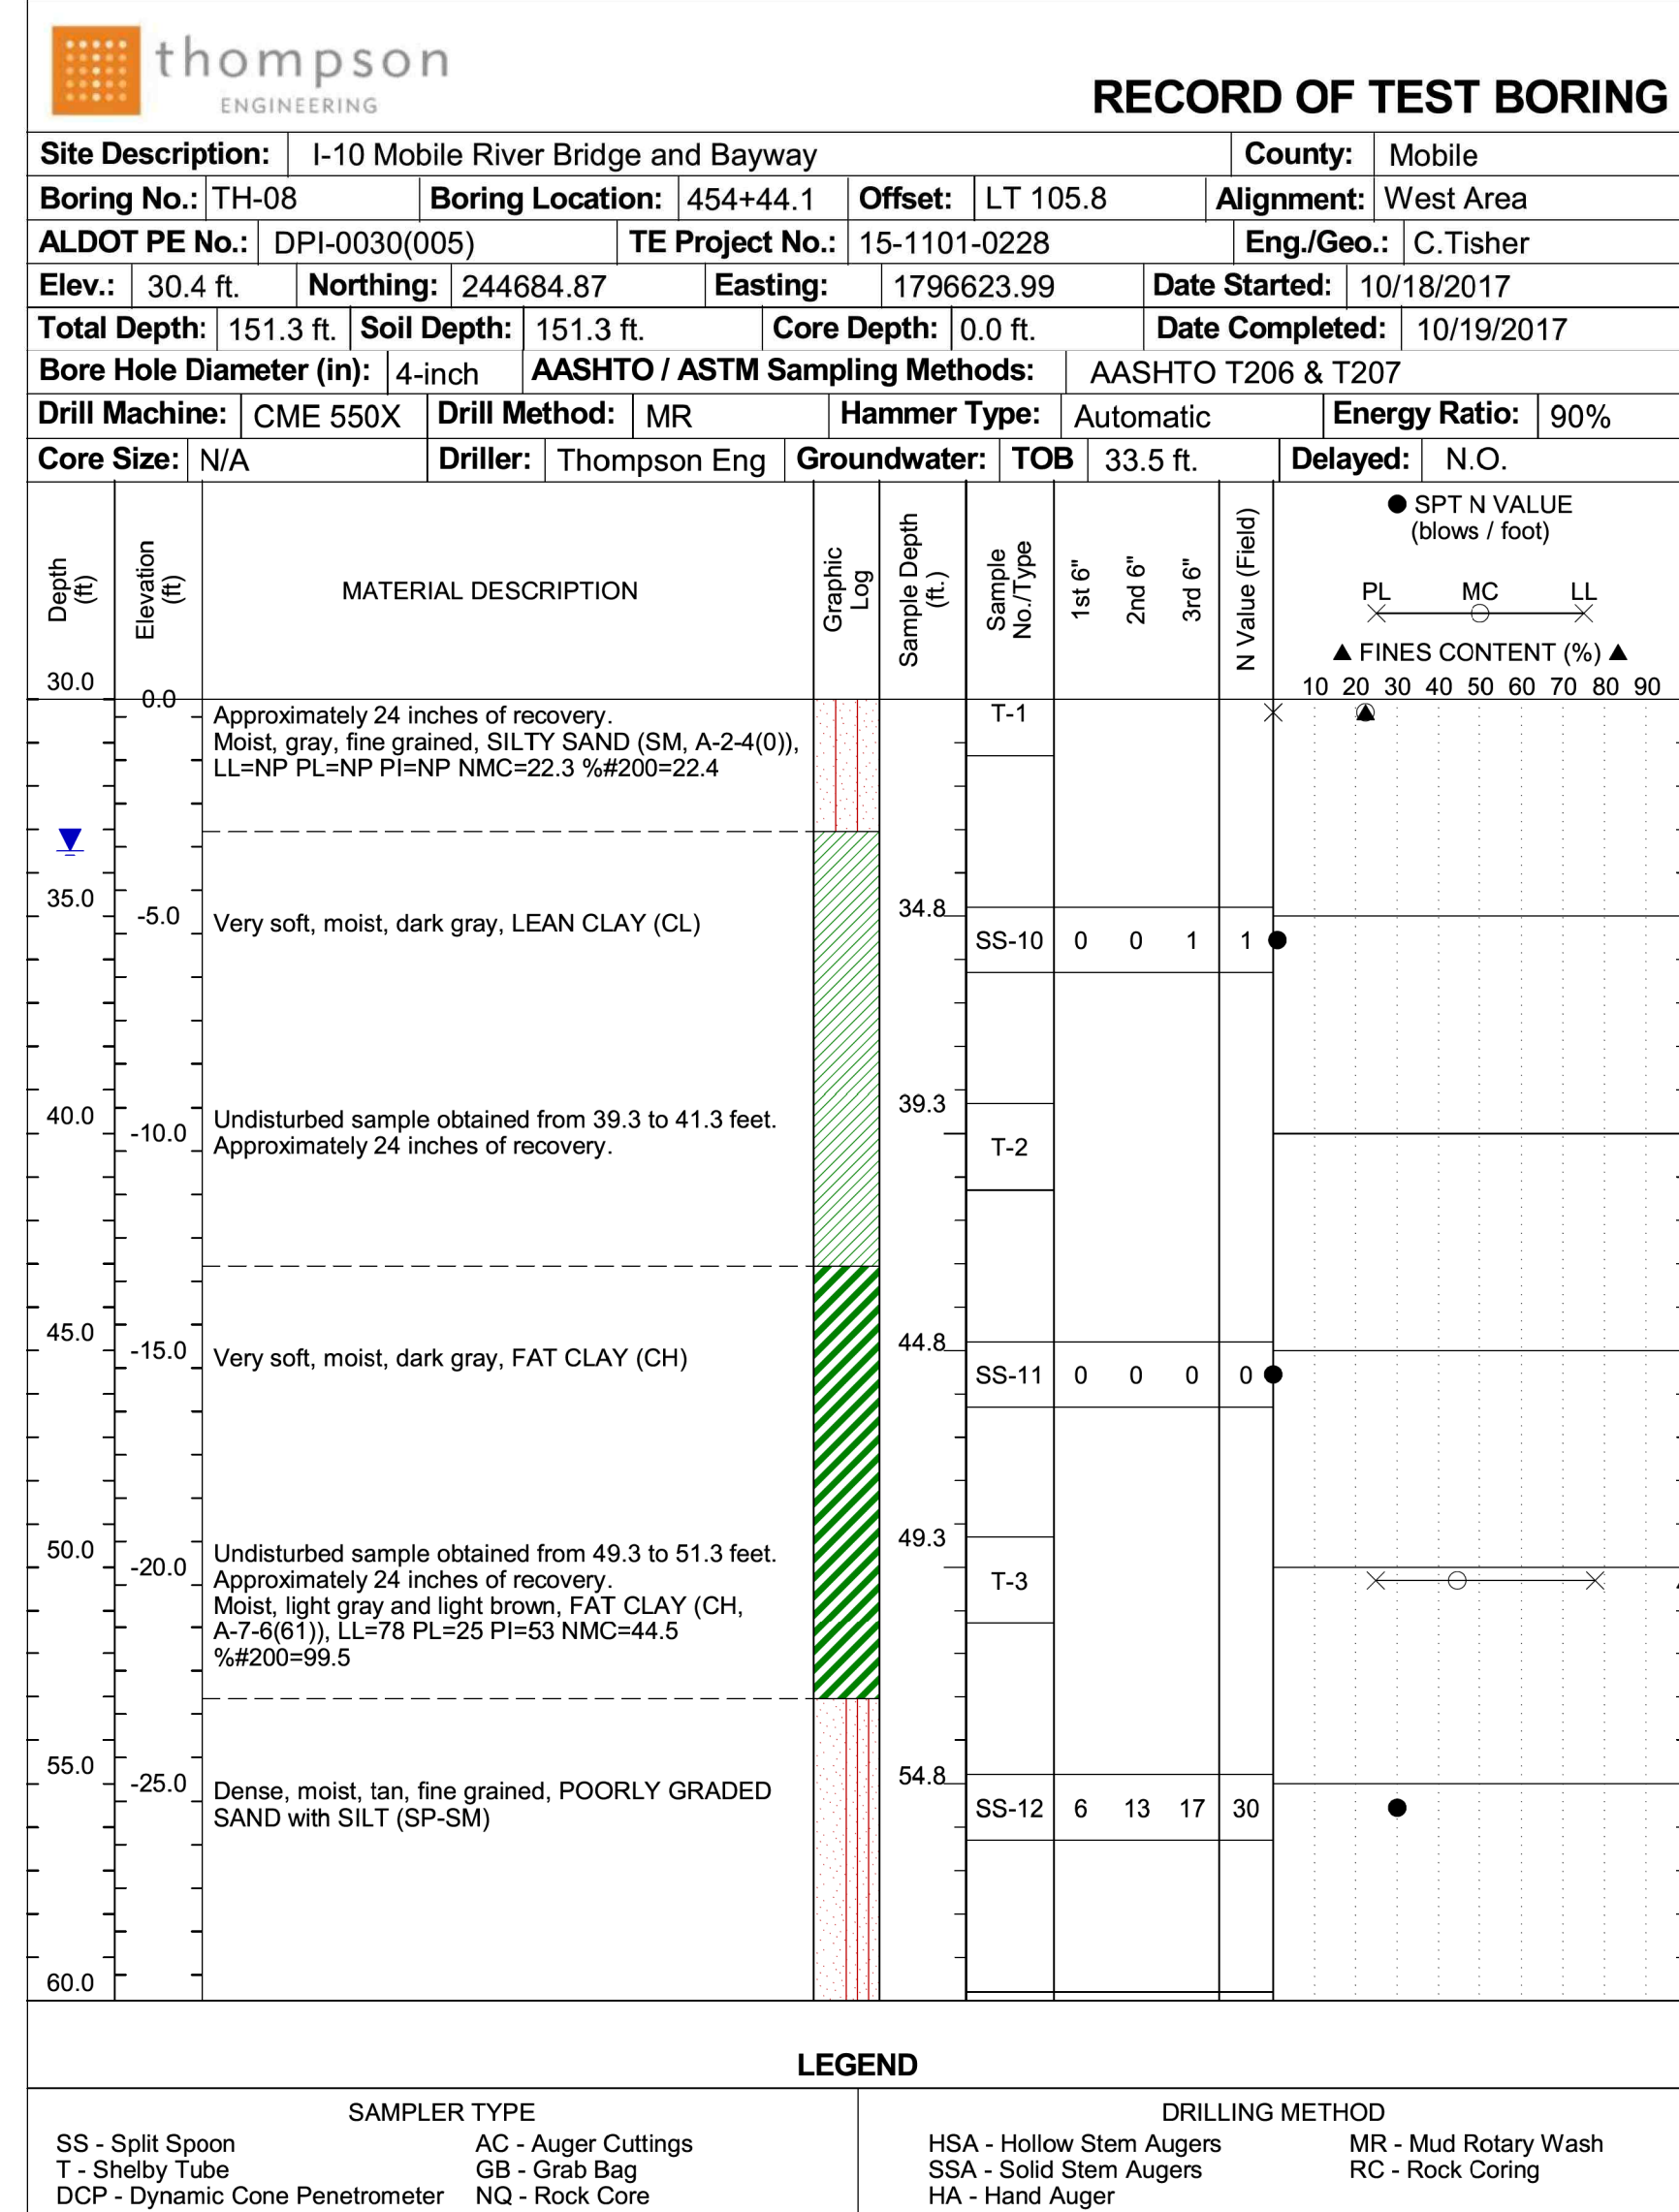 thompson
ENGINEERING
RECORD OF TEST BORING
Site Description: I-10 Mobile River Bridge and Bayway County: Mobile
Boring No.: TH-08 Boring Location: 454+44.1 Offset: LT 105.8 Alignment: West Area
ALDOT PE No.: DPI-0030(005) TE Project No.: 15-1101-0228 Eng./Geo.: C.Tisher
Elev.: 30.4 ft. Northing: 244684.87 Easting: 1796623.99 Date Started: 10/18/2017
Total Depth: 151.3 ft. Soil Depth: 151.3 ft. Core Depth: 0.0 ft. Date Completed: 10/19/2017
Bore Hole Diameter (in): 4-inch AASHTO / ASTM Sampling Methods: AASHTO T206 & T207
Drill Machine: CME 550X Drill Method: MR Hammer Type: Automatic Energy Ratio: 90%
Core Size: N/A Driller: Thompson Eng Groundwater: TOB 33.5 ft. Delayed: N.O.
Depth (ft) Elevation (ft) MATERIAL DESCRIPTION Graphic Log Sample Depth (ft.) Sample No./Type 1st 6" 2nd 6" 3rd 6" N Value (Field)
● SPT N VALUE
(blows / foot)
PL MC LL
▲ FINES CONTENT (%) ▲
10 20 30 40 50 60 70 80 90
30.0
0.0
T-1
Approximately 24 inches of recovery.
Moist, gray, fine grained, SILTY SAND (SM, A-2-4(0)),
LL=NP PL=NP PI=NP NMC=22.3 %#200=22.4
35.0 -5.0 Very soft, moist, dark gray, LEAN CLAY (CL) 34.8
SS-10 0 0 1 1
39.3
40.0 -10.0 Undisturbed sample obtained from 39.3 to 41.3 feet.
Approximately 24 inches of recovery. T-2
45.0 -15.0 Very soft, moist, dark gray, FAT CLAY (CH) 44.8
SS-11 0 0 0 0
49.3
50.0 -20.0 Undisturbed sample obtained from 49.3 to 51.3 feet.
Approximately 24 inches of recovery. T-3
Moist, light gray and light brown, FAT CLAY (CH,
A-7-6(61)), LL=78 PL=25 PI=53 NMC=44.5
%#200=99.5
55.0 -25.0 Dense, moist, tan, fine grained, POORLY GRADED 54.8
SAND with SILT (SP-SM) SS-12 6 13 17 30
60.0
LEGEND
SAMPLER TYPE DRILLING METHOD
SS - Split Spoon AC - Auger Cuttings HSA - Hollow Stem Augers MR - Mud Rotary Wash
T - Shelby Tube GB - Grab Bag SSA - Solid Stem Augers RC - Rock Coring
DCP - Dynamic Cone Penetrometer NQ - Rock Core HA - Hand Auger